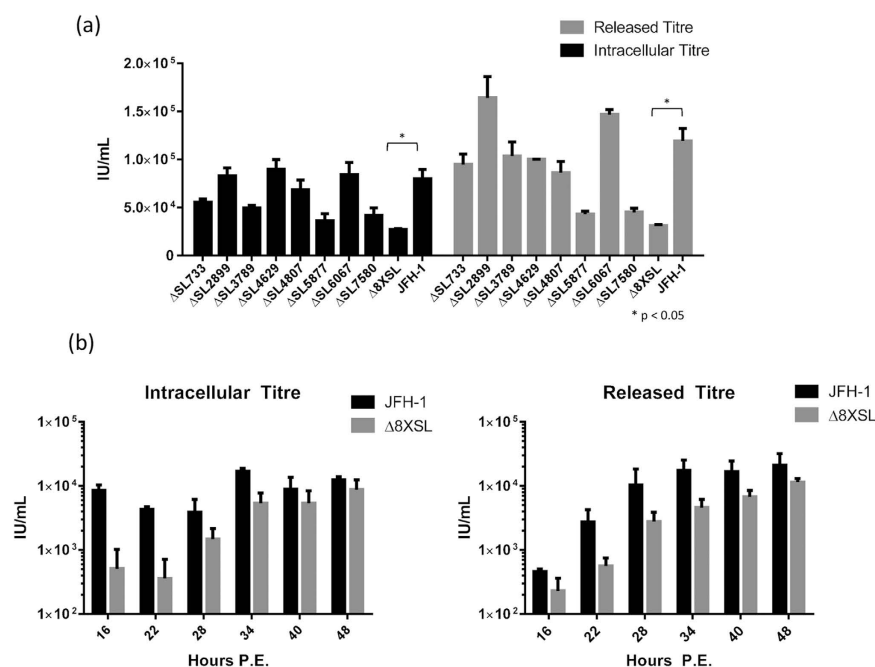 (a)
Released Titre
Intracellular Titre
2.0×10⁵
1.5×10⁵
1.0×10⁵
5.0×10⁴
0
IU/mL
* *
ΔSL733 ΔSL2899 ΔSL3789 ΔSL4629 ΔSL4807 ΔSL5877 ΔSL6067 ΔSL7580 Δ8XSL JFH-1 ΔSL733 ΔSL2899 ΔSL3789 ΔSL4629 ΔSL4807 ΔSL5877 ΔSL6067 ΔSL7580 Δ8XSL JFH-1
* p < 0.05
(b)
Intracellular Titre
JFH-1
Δ8XSL
1×10⁵
1×10⁴
1×10³
1×10²
IU/mL
16 22 28 34 40 48
Hours P.E.
Released Titre
JFH-1
Δ8XSL
1×10⁵
1×10⁴
1×10³
1×10²
IU/mL
16 22 28 34 40 48
Hours P.E.